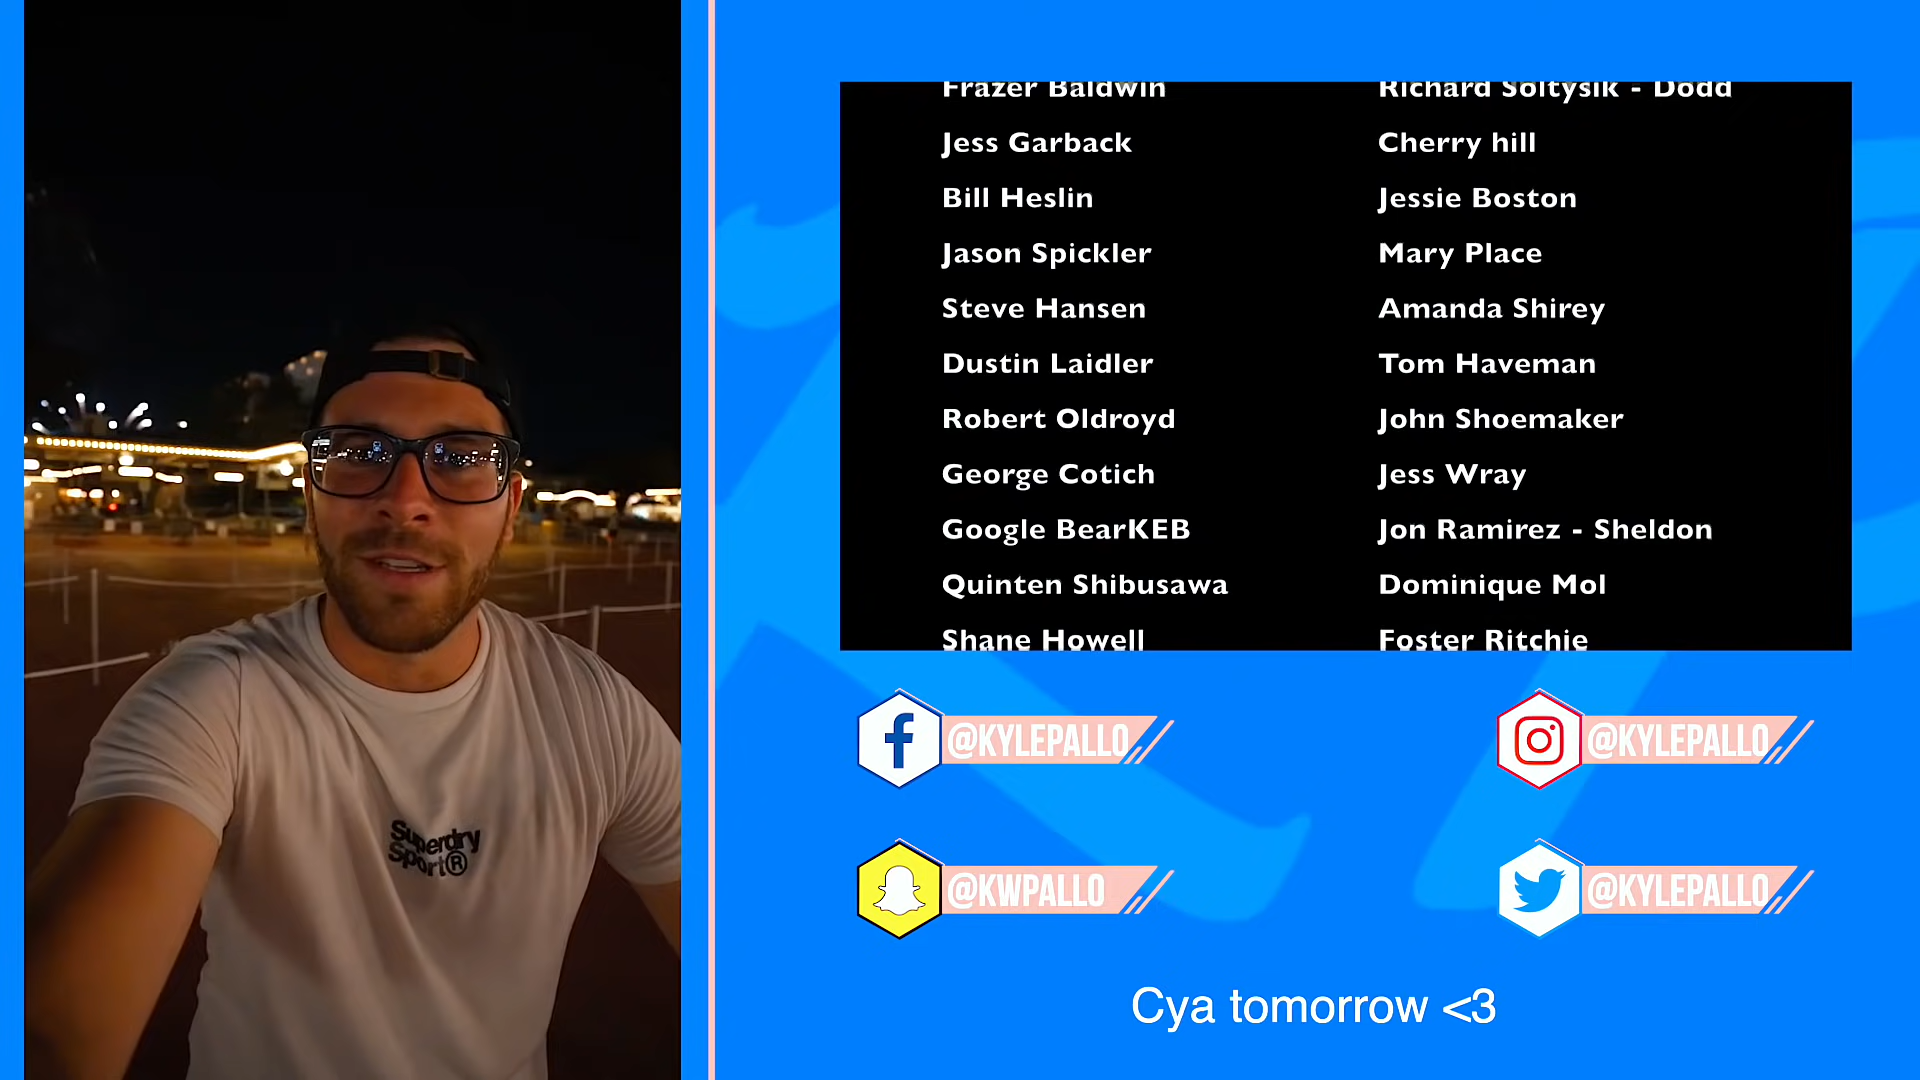 Frazer Baldwin Richard Soltysik - Dodd
Jess Garback Cherry hill
Bill Heslin Jessie Boston
Jason Spickler Mary Place
Steve Hansen Amanda Shirey
Dustin Laidler Tom Haveman
Robert Oldroyd John Shoemaker
George Cotich Jess Wray
Google BearKEB Jon Ramirez - Sheldon
Quinten Shibusawa Dominique Mol
Shane Howell Foster Ritchie
@KYLEPALLO @KYLEPALLO
Superdry
Sport®
@KWPALLO @KYLEPALLO
Cya tomorrow <3